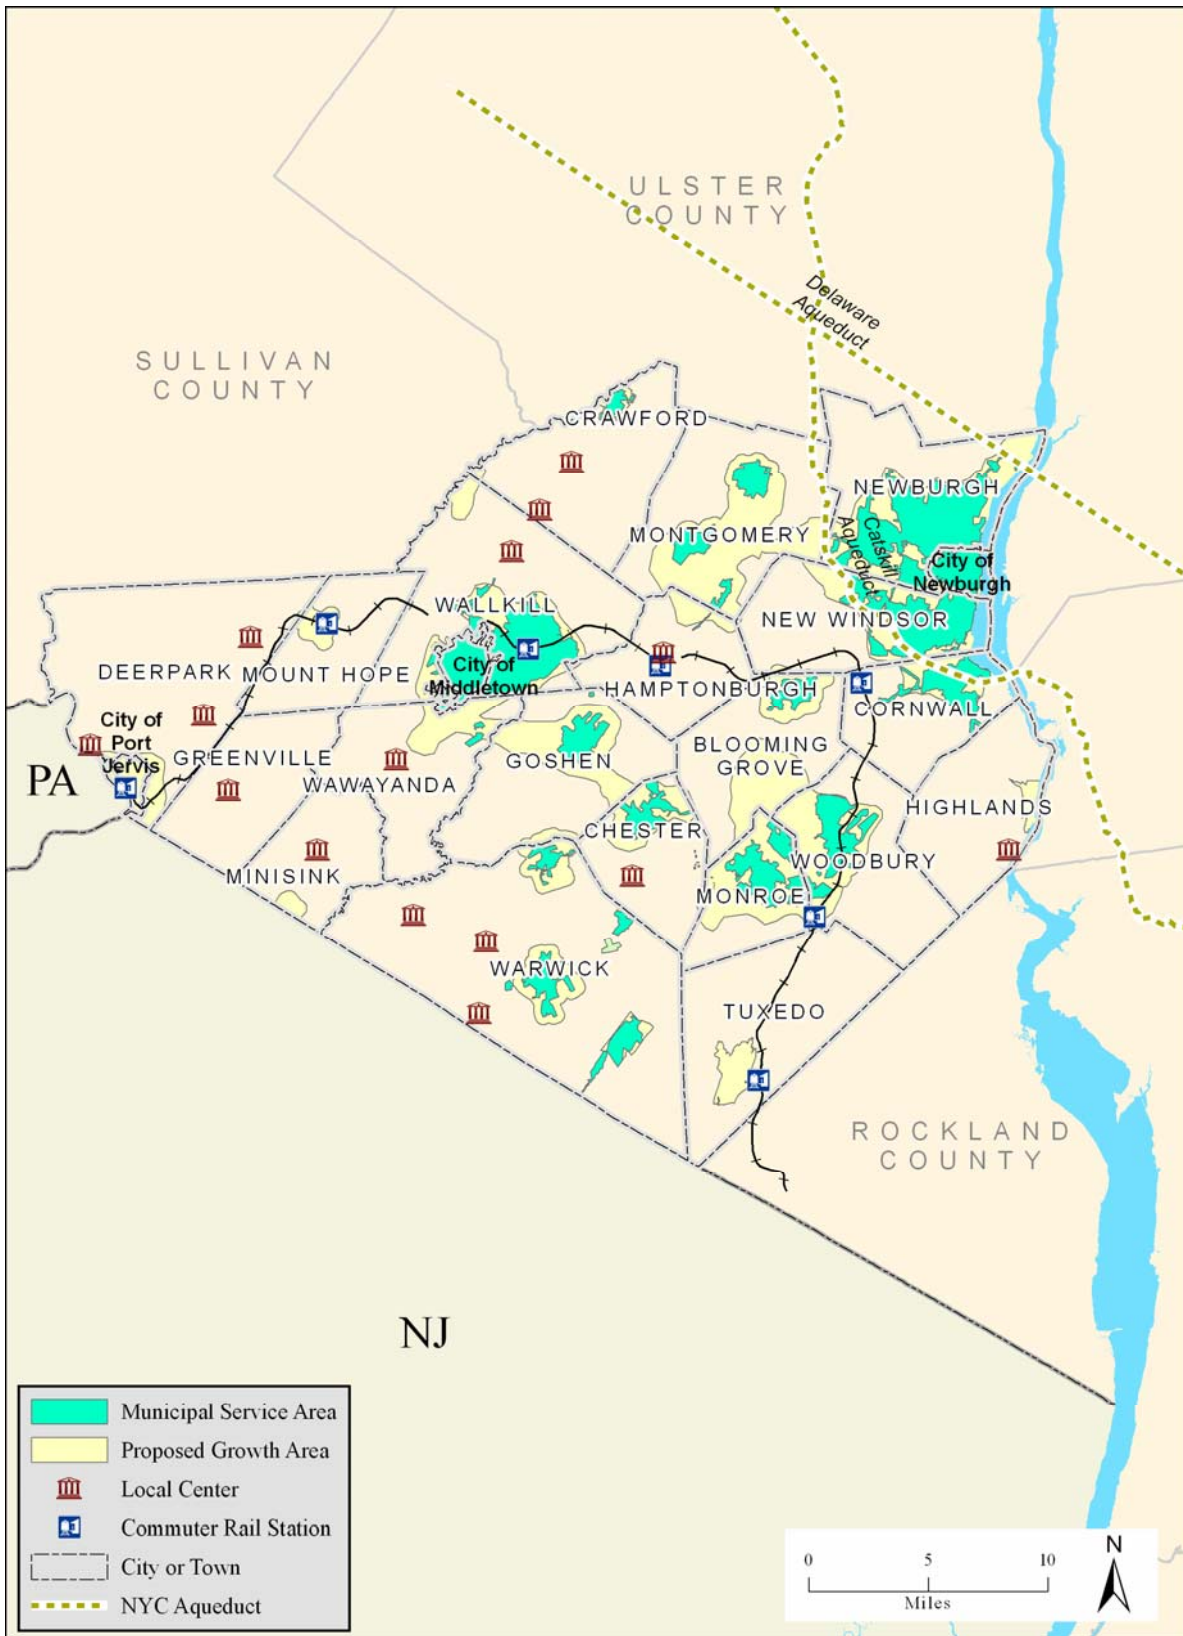 ULSTER
COUNTY
Delaware
Aqueduct
SULLIVAN
COUNTY
CRAWFORD
NEWBURGH
MONTGOMERY
Catskill
Aqueduct
City of
Newburgh
WALLKILL
NEW WINDSOR
DEERPARK
MOUNT HOPE
City of
Middletown
HAMPTONBURGH
CORNWALL
City of
Port
Jervis
PA
GREENVILLE
WAWAYANDA
GOSHEN
BLOOMING
GROVE
CHESTER
HIGHLANDS
MINISINK
MONROE
WOODBURY
WARWICK
TUXEDO
ROCKLAND
COUNTY
NJ
Municipal Service Area
Proposed Growth Area
Local Center
Commuter Rail Station
City or Town
NYC Aqueduct
0 5 10
Miles
N